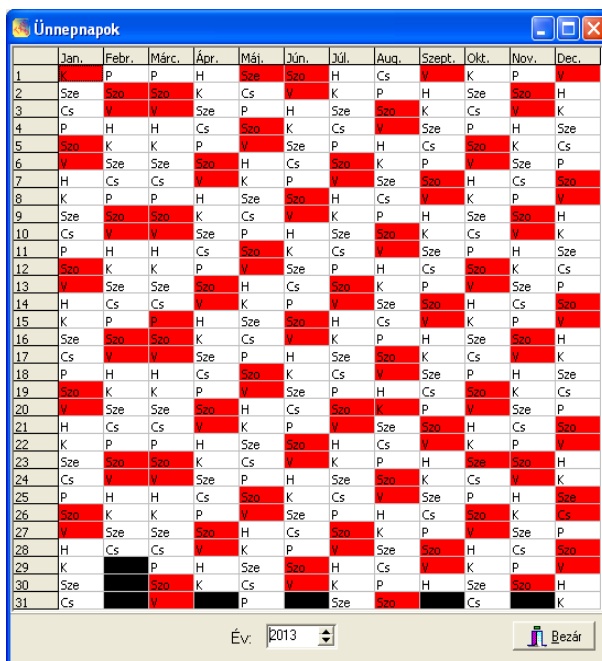 Ünnepnapok
Jan. Febr. Márc. Ápr. Máj. Jún. Júl. Aug. Szept. Okt. Nov. Dec.
1 K P P H Sze Szo H Cs V K P V
2 Sze Szo Szo K Cs V K P H Sze Szo H
3 Cs V V Sze P H Sze Szo K Cs V K
4 P H H Cs Szo K Cs V Sze P H Sze
5 Szo K K P V Sze P H Cs Szo K Cs
6 V Sze Sze Szo H Cs Szo K P V Sze P
7 H Cs Cs V K P V Sze Szo H Cs Szo
8 K P P H Sze Szo H Cs V K P V
9 Sze Szo Szo K Cs V K P H Sze Szo H
10 Cs V V Sze P H Sze Szo K Cs V K
11 P H H Cs Szo K Cs V Sze P H Sze
12 Szo K K P V Sze P H Cs Szo K Cs
13 V Sze Sze Szo H Cs Szo K P V Sze P
14 H Cs Cs V K P V Sze Szo H Cs Szo
15 K P P H Sze Szo H Cs V K P V
16 Sze Szo Szo K Cs V K P H Sze Szo H
17 Cs V V Sze P H Sze Szo K Cs V K
18 P H H Cs Szo K Cs V Sze P H Sze
19 Szo K K P V Sze P H Cs Szo K Cs
20 V Sze Sze Szo H Cs Szo K P V Sze P
21 H Cs Cs V K P V Sze Szo H Cs Szo
22 K P P H Sze Szo H Cs V K P V
23 Sze Szo Szo K Cs V K P H Sze Szo H
24 Cs V V Sze P H Sze Szo K Cs V K
25 P H H Cs Szo K Cs V Sze P H Sze
26 Szo K K P V Sze P H Cs Szo K Cs
27 V Sze Sze Szo H Cs Szo K P V Sze P
28 H Cs Cs V K P V Sze Szo H Cs Szo
29 K P H Sze Szo H Cs V K P V
30 Sze Szo K Cs V K P H Sze Szo H
31 Cs V P Sze Szo Cs K
Év: 2013 Bezár